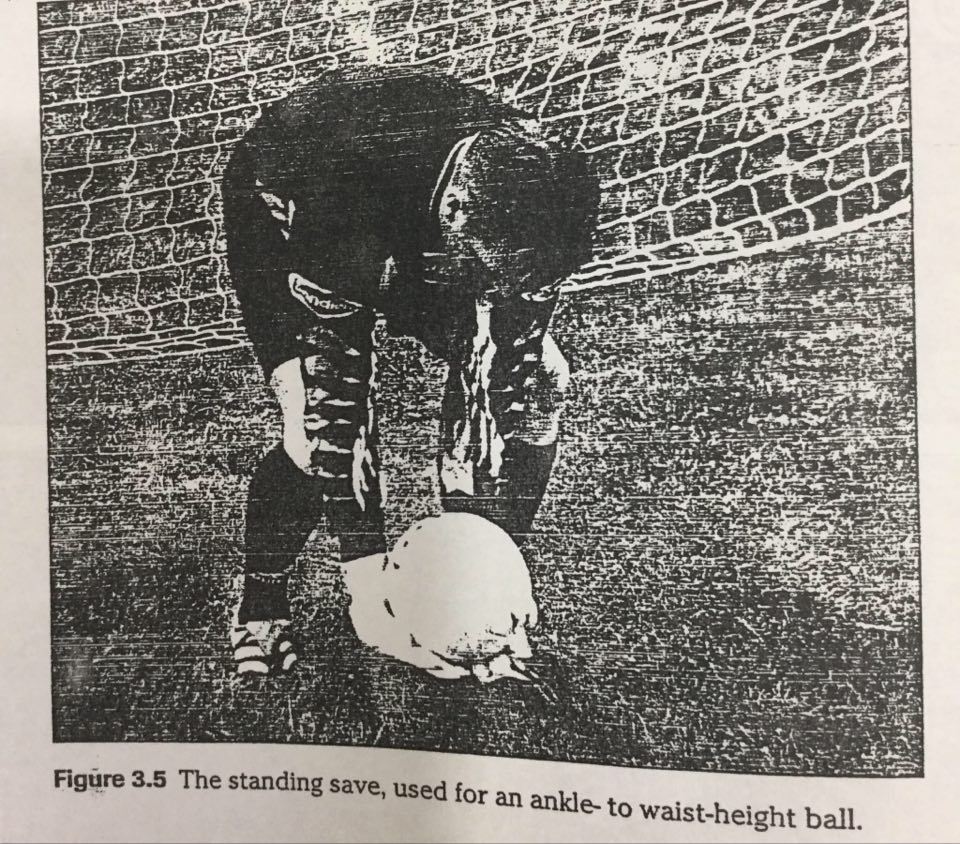 Figure 3.5 The standing save, used for an ankle- to waist-height ball.